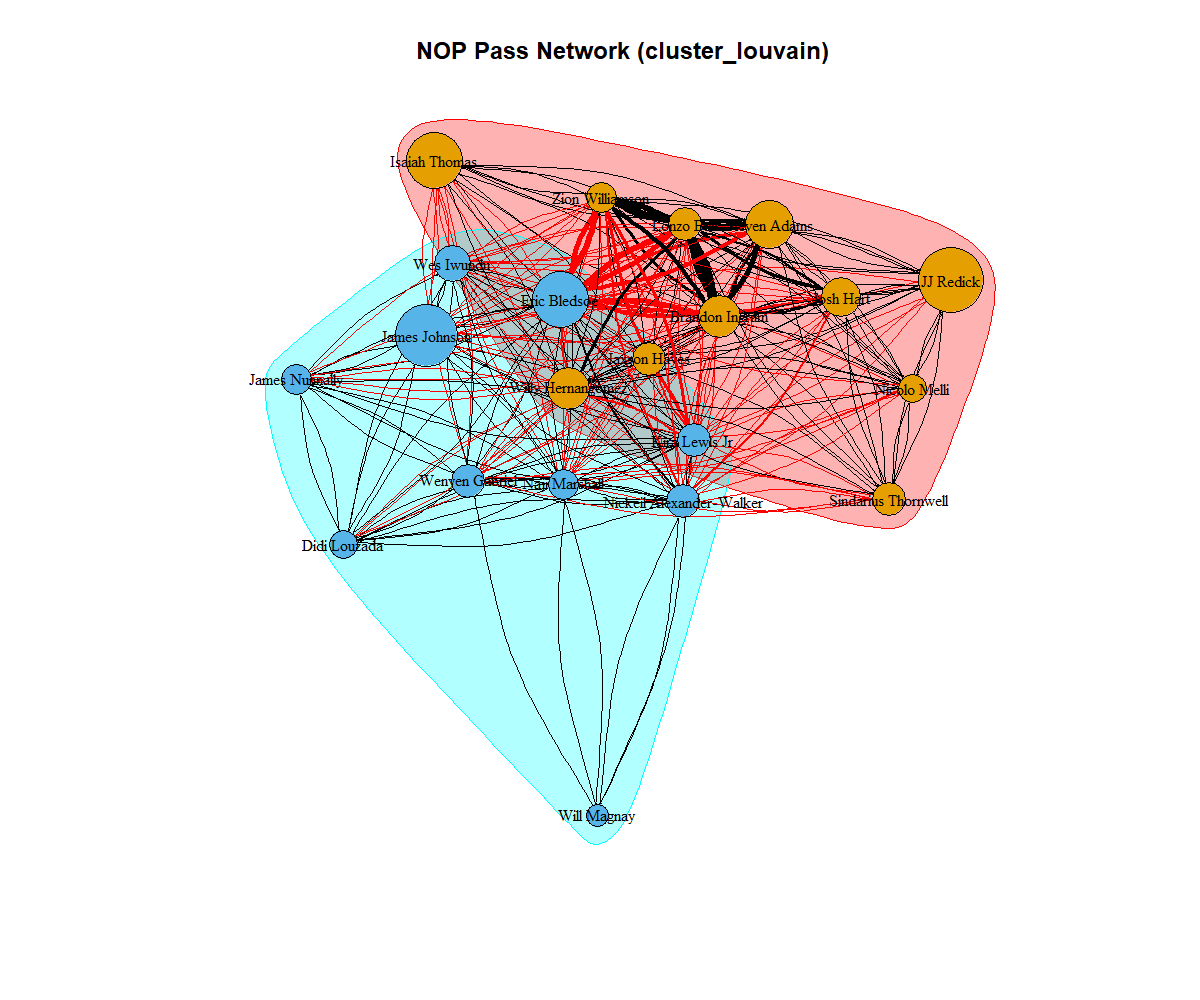 NOP Pass Network (cluster_louvain)
Isaiah Thomas
Zion Williamson
Lonzo
Adams
Wes Iwundu
JJ Redick
Eric Bledsoe
Josh Hart
Brandon Ingram
James Johnson
Jaxson Hayes
James Nunnally
Willy Hernangomez
Nicolo Melli
Kira Lewis Jr
Wenyen Gabriel
Naji Marshall
Nickeil Alexander-Walker
Sindarius Thornwell
Didi Louzada
Will Magnay